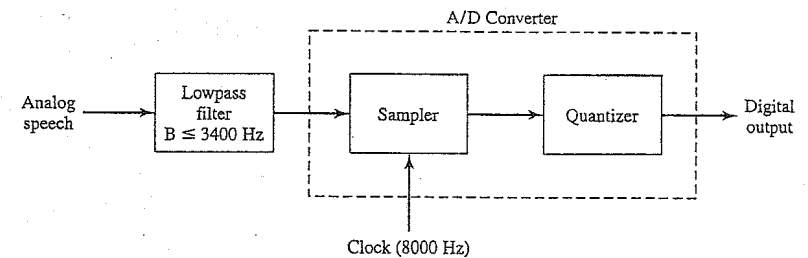 A/D Converter
Analog
speech
Lowpass
filter
B ≤ 3400 Hz
Sampler
Quantizer
Digital
output
Clock (8000 Hz)